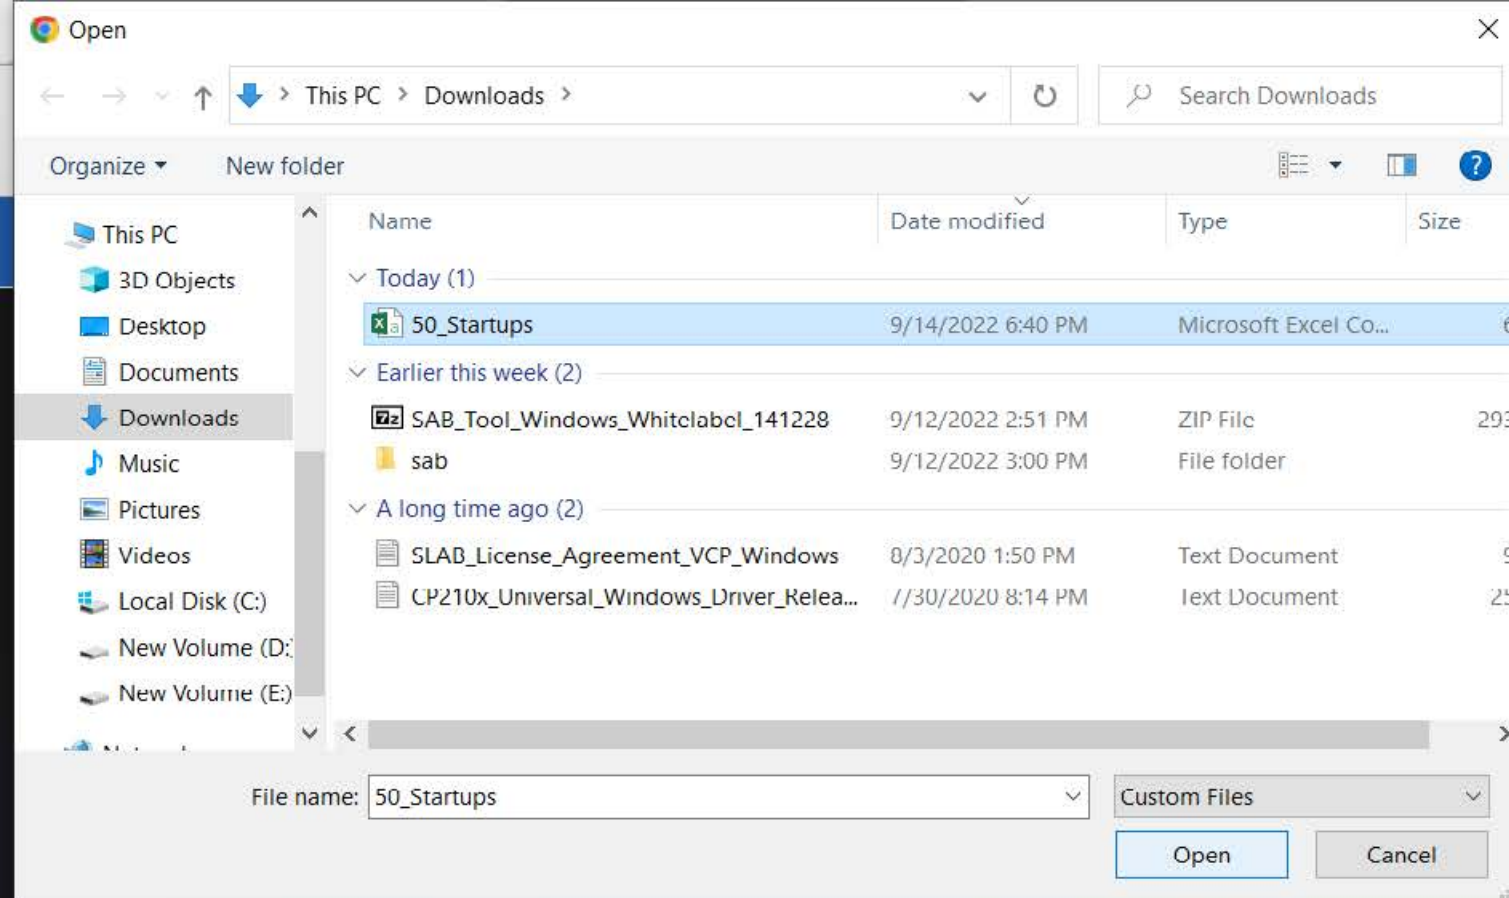 Open
This PC > Downloads >
Search Downloads
Organize
New folder
?
Name
Date modified
Type
Size
This PC
3D Objects
Desktop
Documents
Downloads
Music
Pictures
Videos
Local Disk (C:)
New Volume (D:
New Volume (E:)
Today (1)
50_Startups 9/14/2022 6:40 PM Microsoft Excel Co...
Earlier this week (2)
SAB_Tool_Windows_Whitelabel_141228 9/12/2022 2:51 PM ZIP File 293
sab 9/12/2022 3:00 PM File folder
A long time ago (2)
SLAB_License_Agreement_VCP_Windows 8/3/2020 1:50 PM Text Document 9
CP210x_Universal_Windows_Driver_Relea... 7/30/2020 8:14 PM Text Document 25
File name: 50_Startups
Custom Files
Open
Cancel